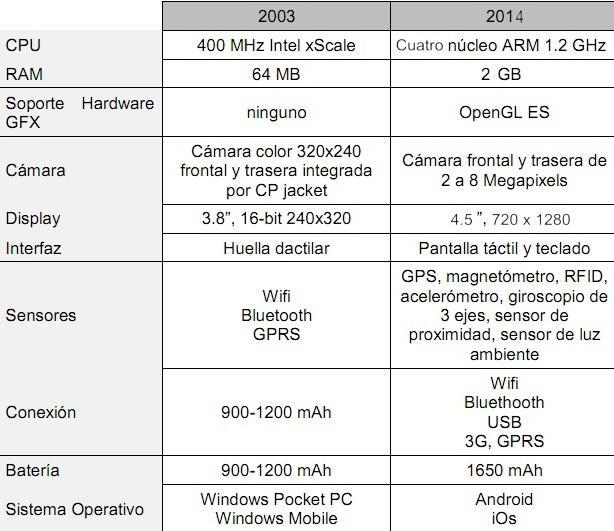 2003 2014
CPU 400 MHz Intel xScale Cuatro núcleo ARM 1.2 GHz
RAM 64 MB 2 GB
Soporte Hardware
GFX ninguno OpenGL ES
Cámara Cámara color 320x240
frontal y trasera integrada
por CP jacket Cámara frontal y trasera de
2 a 8 Megapixels
Display 3.8”, 16-bit 240x320 4.5 ”, 720 x 1280
Interfaz Huella dactilar Pantalla táctil y teclado
Sensores Wifi
Bluetooth
GPRS GPS, magnetómetro, RFID,
acelerómetro, giroscopio de
3 ejes, sensor de
proximidad, sensor de luz
ambiente
Conexión 900-1200 mAh Wifi
Bluethooth
USB
3G, GPRS
Batería 900-1200 mAh 1650 mAh
Sistema Operativo Windows Pocket PC
Windows Mobile Android
iOs